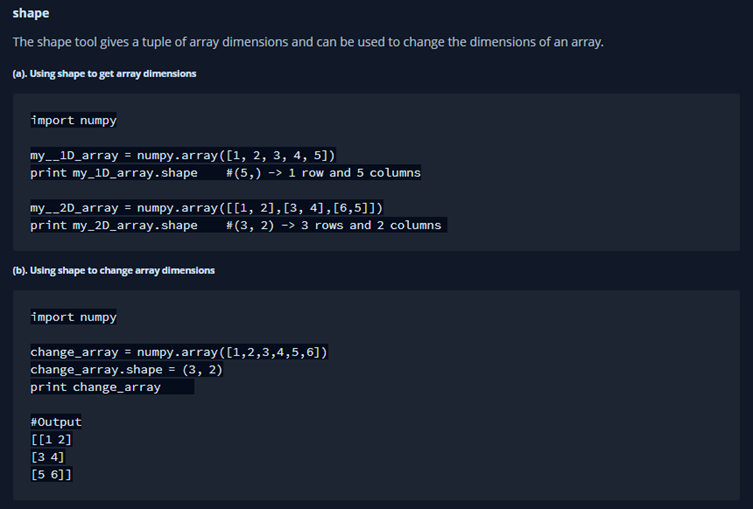 shape
The shape tool gives a tuple of array dimensions and can be used to change the dimensions of an array.
(a). Using shape to get array dimensions
import numpy
my__1D_array = numpy.array([1, 2, 3, 4, 5])
print my_1D_array.shape    #(5,) -> 1 row and 5 columns
my__2D_array = numpy.array([[1, 2],[3, 4],[6,5]])
print my_2D_array.shape    #(3, 2) -> 3 rows and 2 columns
(b). Using shape to change array dimensions
import numpy
change_array = numpy.array([1,2,3,4,5,6])
change_array.shape = (3, 2)
print change_array
#Output
[[1 2]
[3 4]
[5 6]]